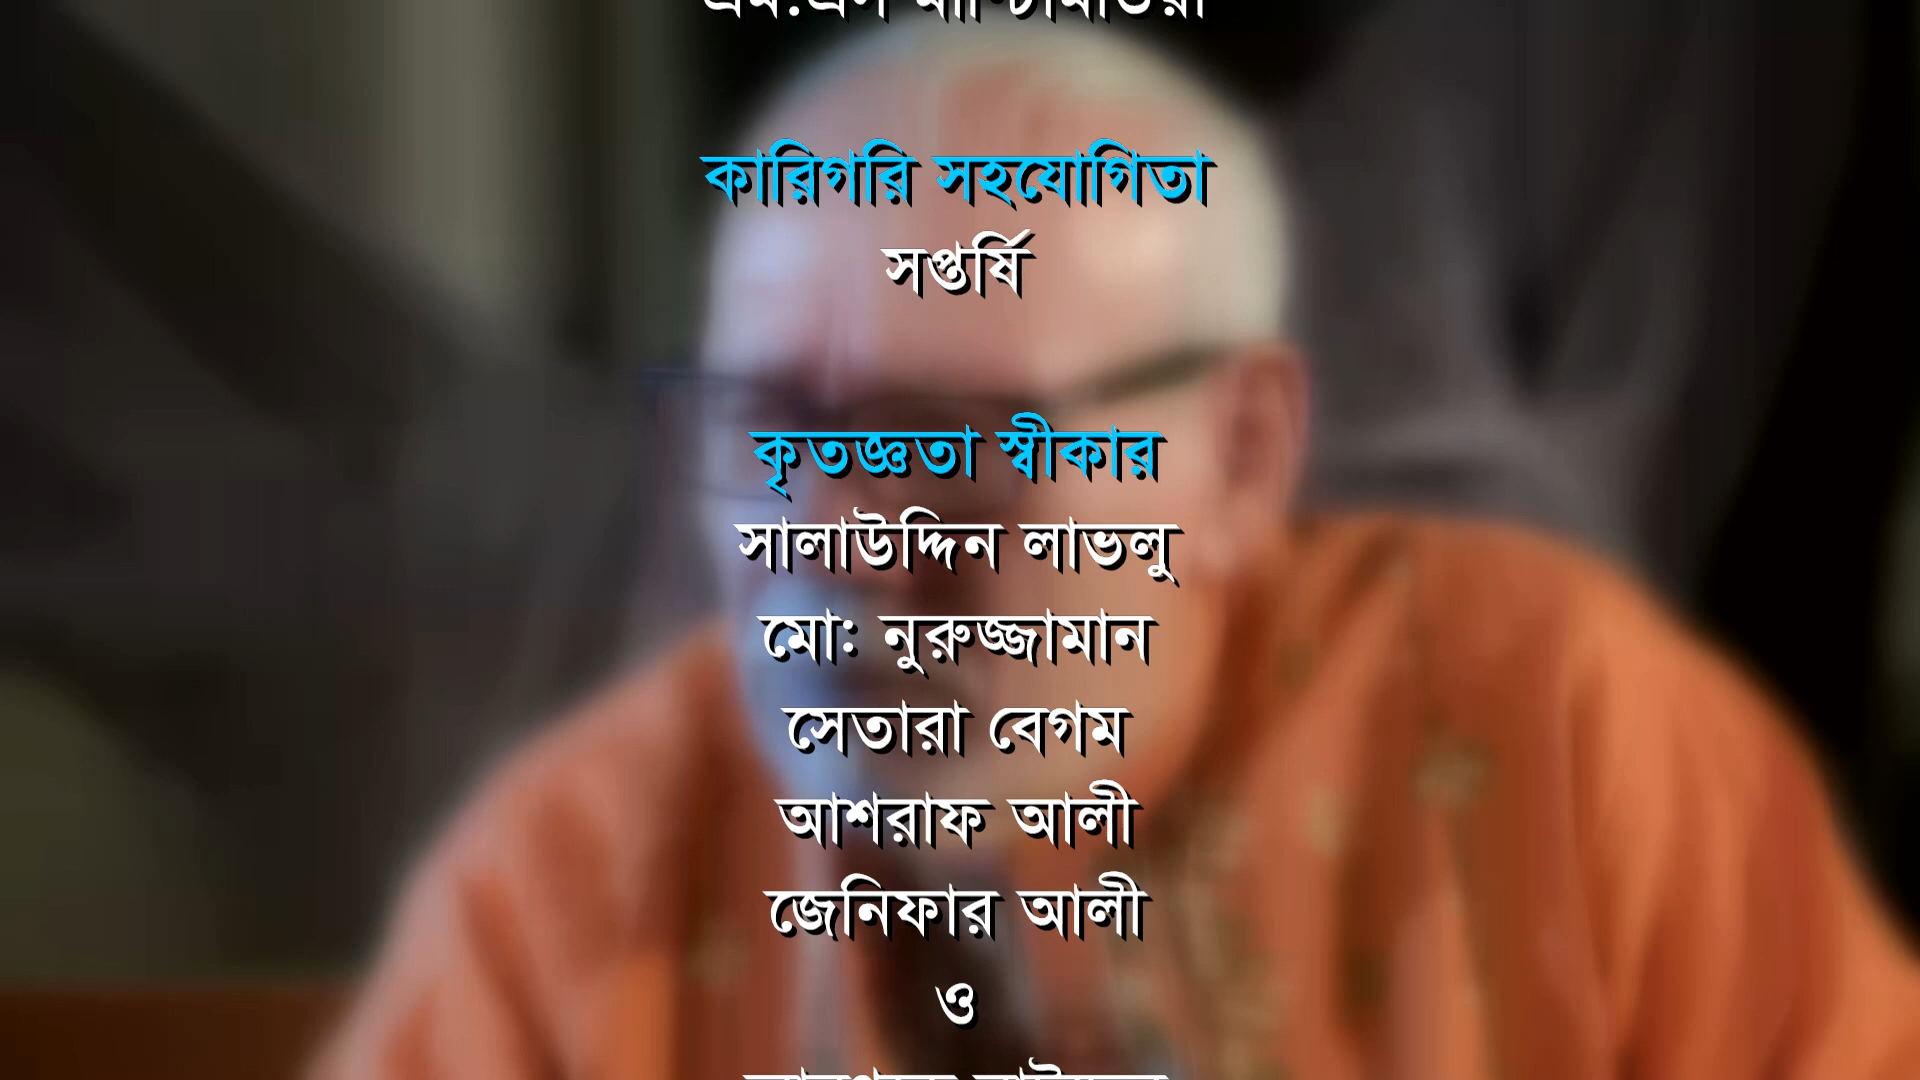 কারিগরি সহযোগিতা
সপ্তর্ষি
কৃতজ্ঞতা স্বীকার
সালাউদ্দিন লাভলু
মো: নুরুজ্জামান
সেতারা বেগম
আশরাফ আলী
জেনিফার আলী
ও